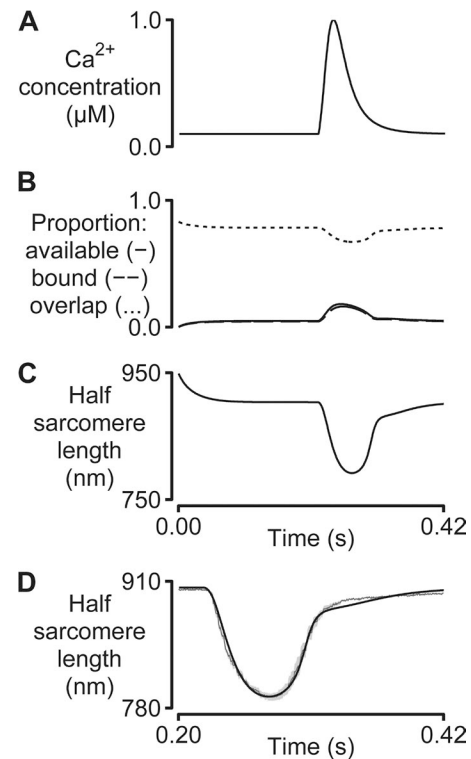 A
1.0
Ca²⁺
concentration
(µM)
0.0
B
1.0
Proportion:
available (−)
bound (−−)
overlap (...)
0.0
C
950
Half
sarcomere
length
(nm)
750
0.00
Time (s)
0.42
D
910
Half
sarcomere
length
(nm)
780
0.20
Time (s)
0.42